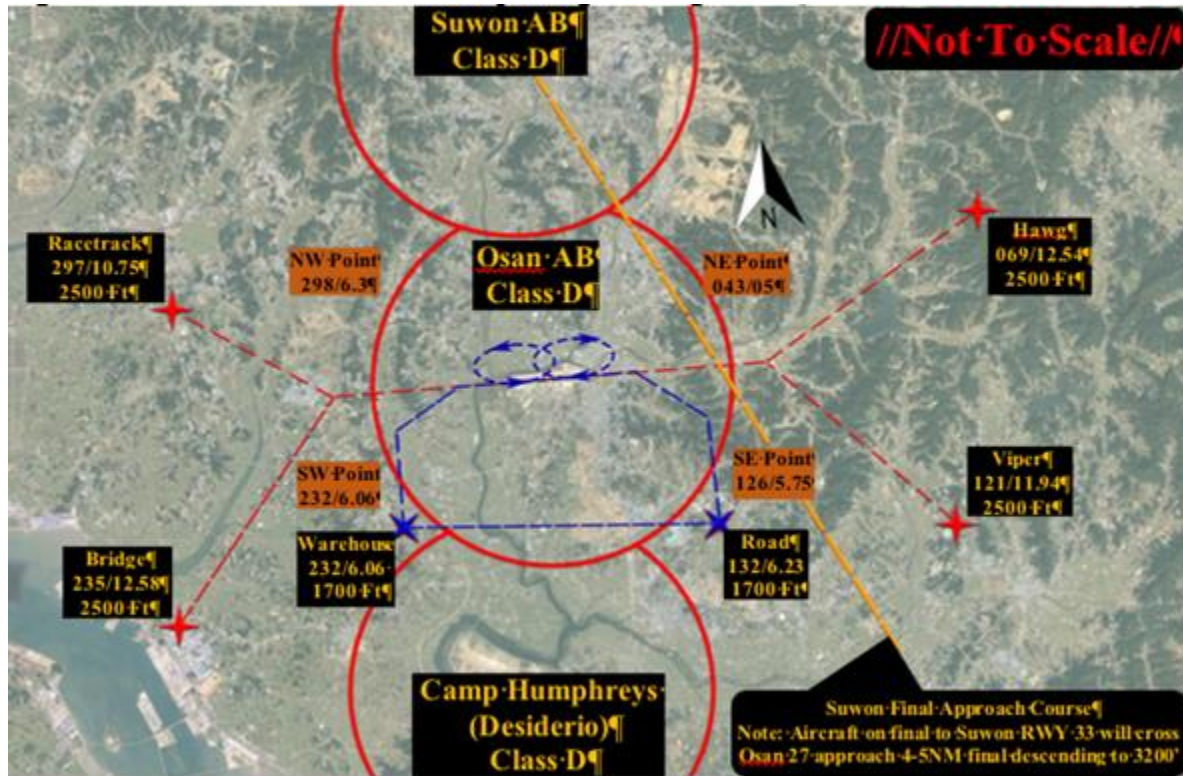 Suwon·AB¶
Class·D¶
//Not·To·Scale//¶
N
Racetrack¶
297/10.75¶
2500·Ft¶
NW·Point¶
298/6.3¶
Osan·AB¶
Class·D¶
NE·Point¶
043/05¶
Hawg¶
069/12.54¶
2500·Ft¶
SW·Point
232/6.06¶
SE·Point¶
126/5.75¶
Viper¶
121/11.94¶
2500·Ft¶
Bridge¶
235/12.58¶
2500·Ft¶
Warehouse
232/6.06·
1700·Ft¶
Road¶
132/6.23
1700·Ft¶
Camp·Humphreys·
(Desiderio)¶
Class·D¶
Suwon·Final·Approach·Course¶
Note:·Aircraft·on·final·to·Suwon·RWY·33·will·cross·
Osan·27·approach·4-5NM·final·descending·to·3200'